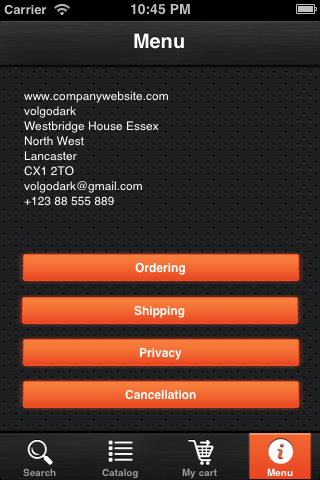 Carrier 10:45 PM
Menu
www.companywebsite.com
volgodark
Westbridge House Essex
North West
Lancaster
CX1 2TO
volgodark@gmail.com
+123 88 555 889
Ordering
Shipping
Privacy
Cancellation
Search Catalog My cart Menu